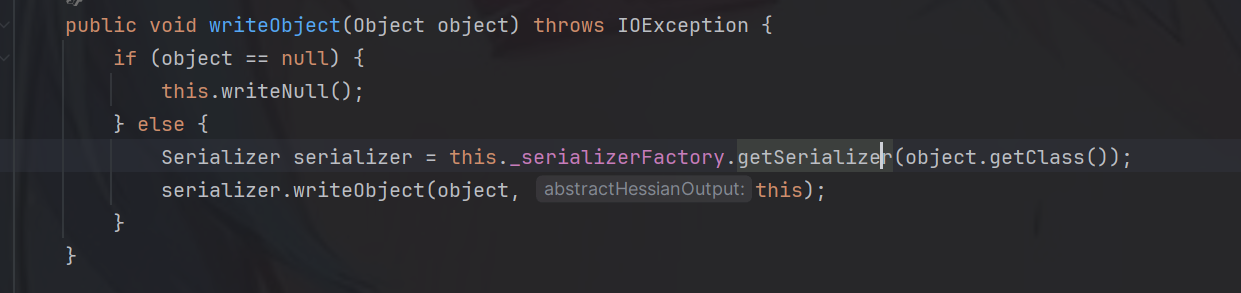 public void writeObject(Object object) throws IOException {
if (object == null) {
this.writeNull();
} else {
Serializer serializer = this._serializerFactory.getSerializer(object.getClass());
serializer.writeObject(object, abstractHessianOutput: this);
}
}